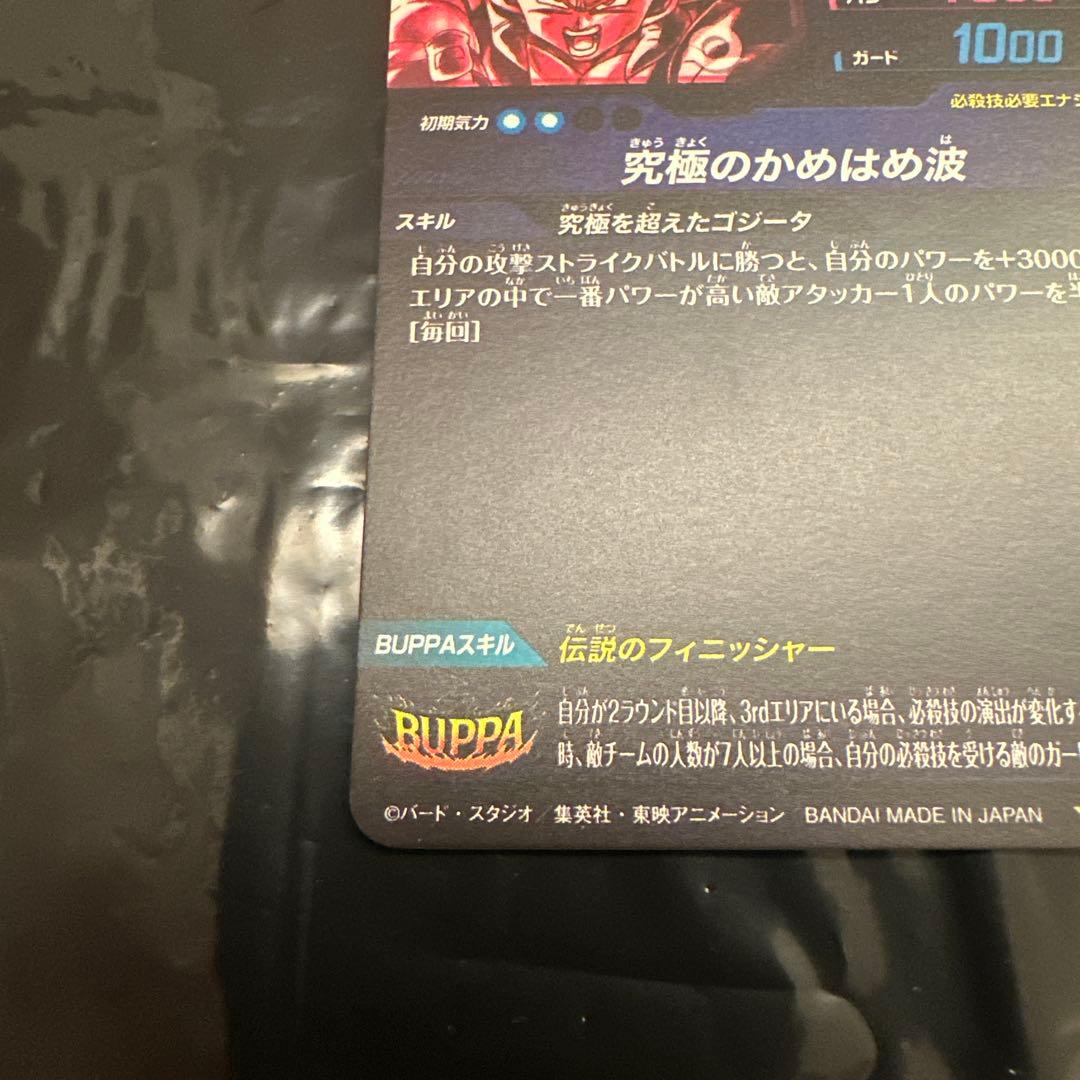 ガード 1000
必殺技必要エナジ
初期気力
究極のかめはめ波
スキル 究極を超えたゴジータ
自分の攻撃ストライクバトルに勝つと、自分のパワーを+3000
エリアの中で一番パワーが高い敵アタッカー1人のパワーを半
[毎回]
BUPPAスキル 伝説のフィニッシャー
BUPPA
自分が2ラウンド目以降、3rdエリアにいる場合、必殺技の演出が変化す
時、敵チームの人数が7人以上の場合、自分の必殺技を受ける敵のガー
©バード・スタジオ／集英社・東映アニメーション BANDAI MADE IN JAPAN